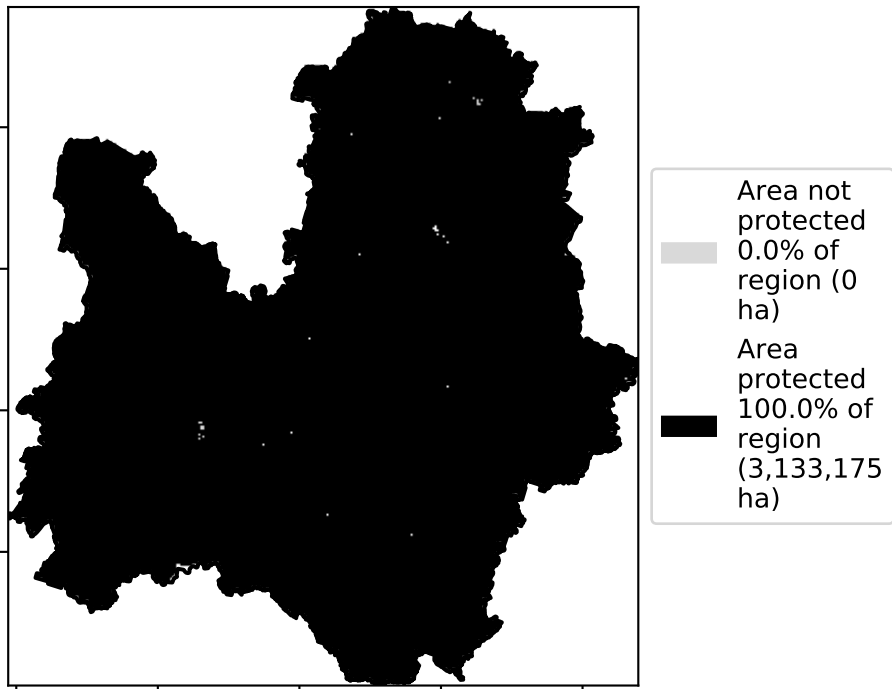 Area not
protected
0.0% of
region (0
ha)
Area
protected
100.0% of
region
(3,133,175
ha)